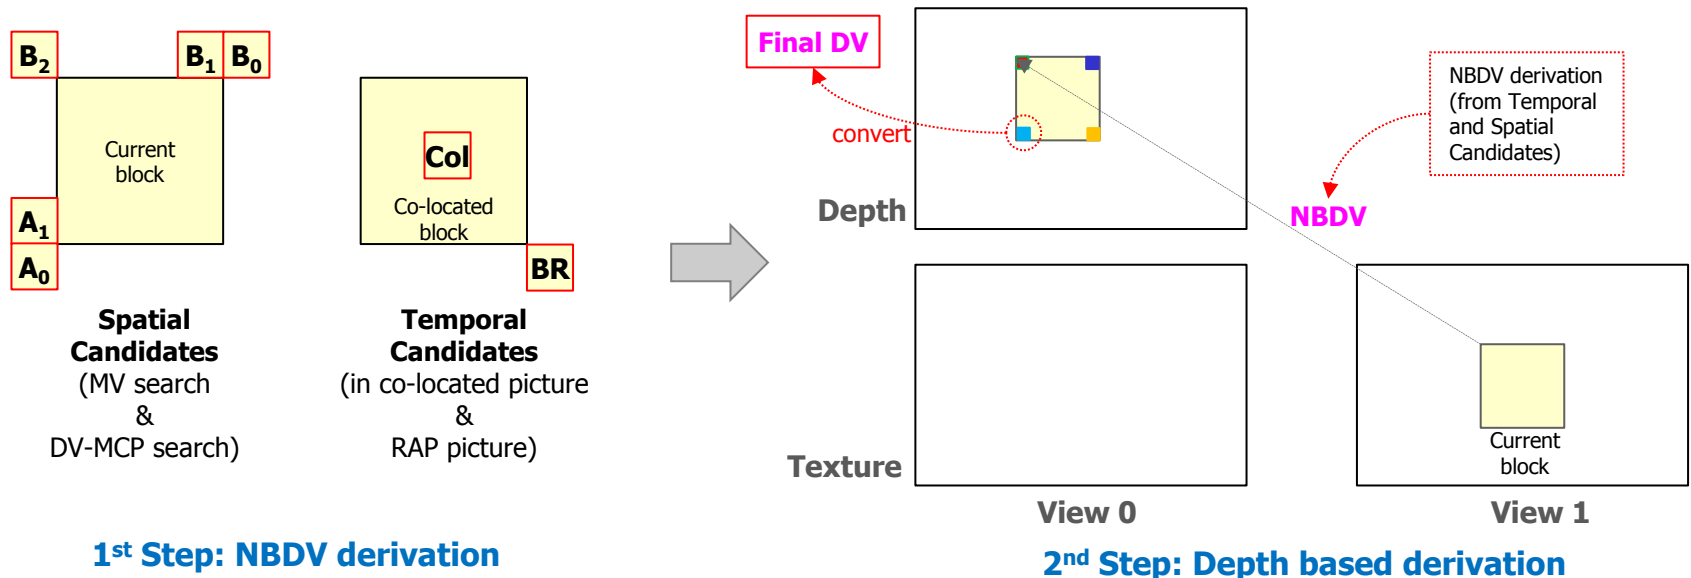 B2
B1
B0
Current
block
A1
A0
Col
Co-located
block
BR
Spatial
Candidates
(MV search
&
DV-MCP search)
Temporal
Candidates
(in co-located picture
&
RAP picture)
1st Step: NBDV derivation
Final DV
convert
Depth
NBDV derivation
(from Temporal
and Spatial
Candidates)
NBDV
Texture
Current
block
View 0
View 1
2nd Step: Depth based derivation